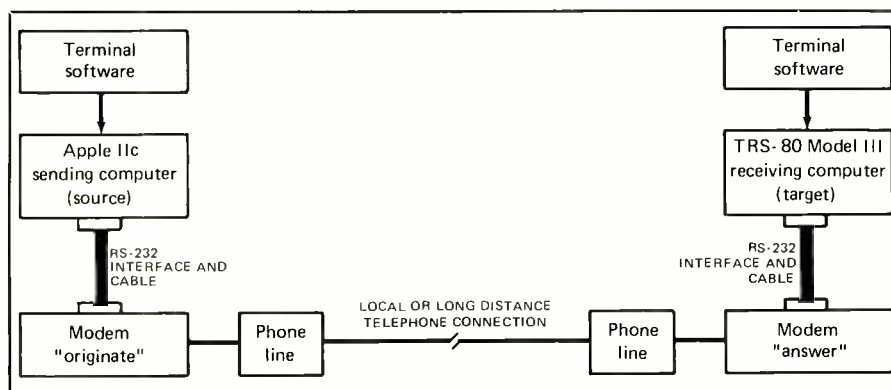 Terminal
software
Terminal
software
Apple IIc
sending computer
(source)
TRS-80 Model III
receiving computer
(target)
RS-232
INTERFACE AND
CABLE
RS-232
INTERFACE AND
CABLE
Modem
"originate"
Phone
line
LOCAL OR LONG DISTANCE
TELEPHONE CONNECTION
Phone
line
Modem
"answer"